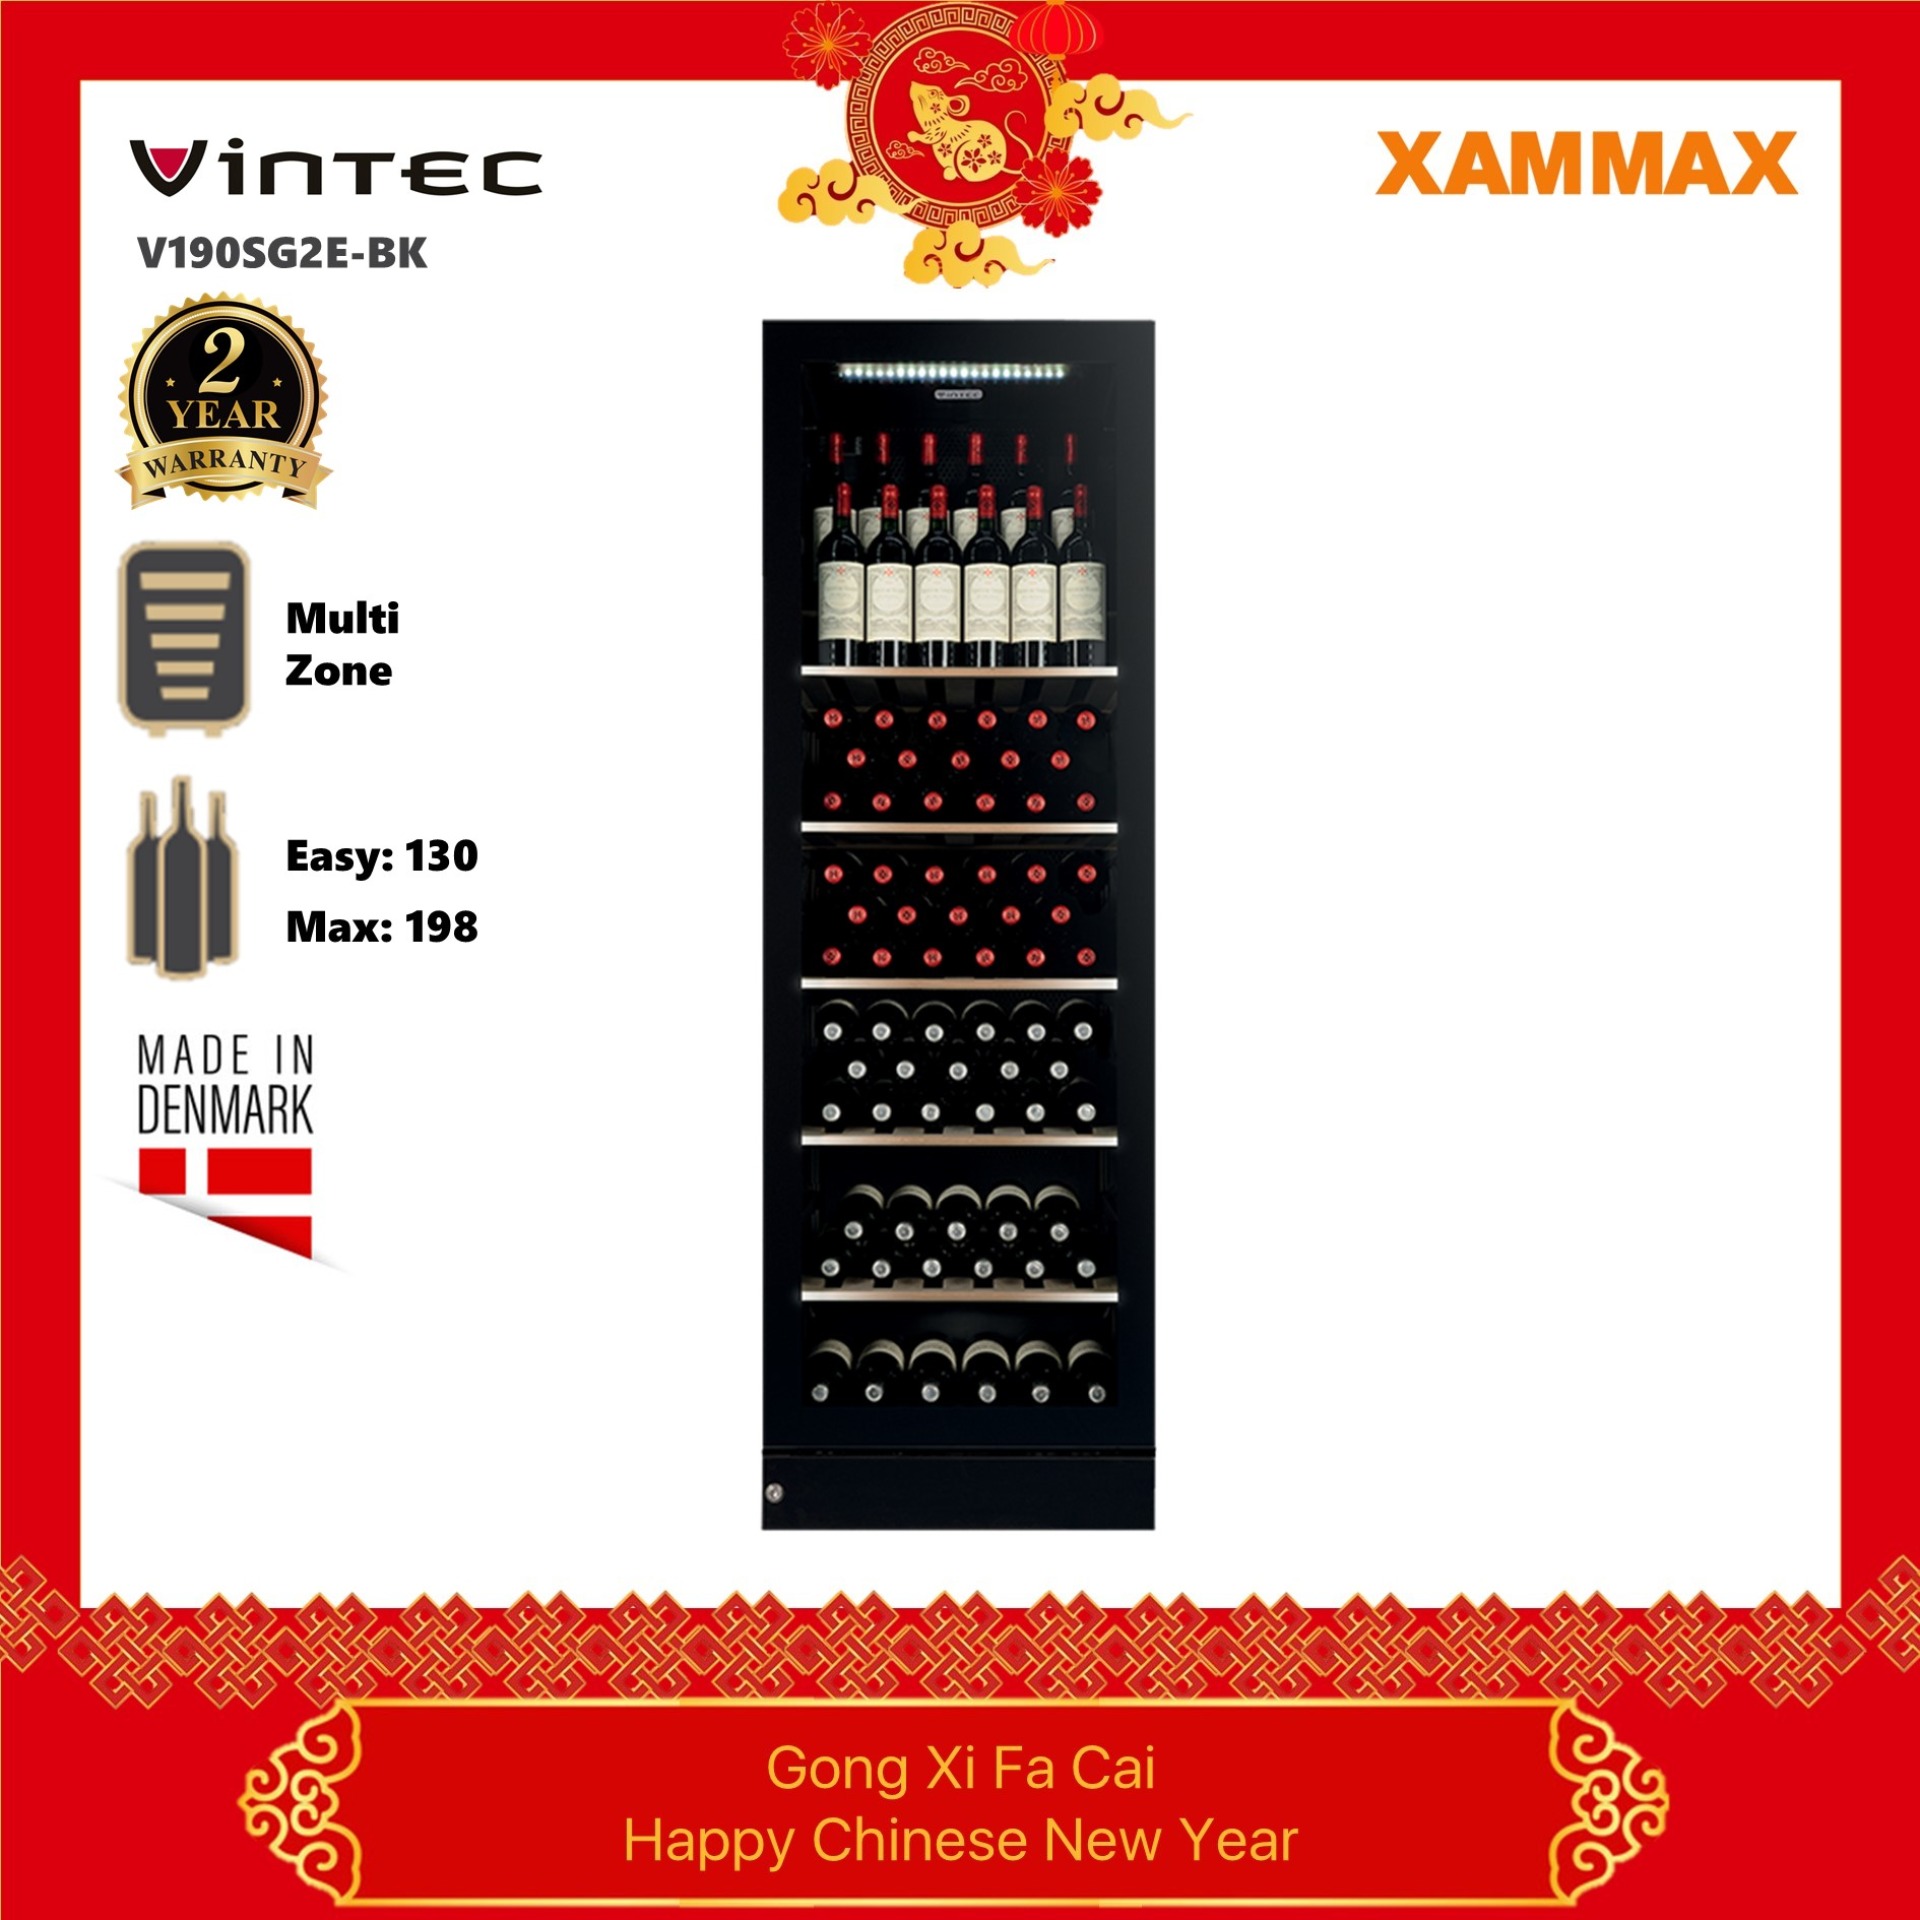 VINTEC
XAMMAX
V190SG2E-BK
2
YEAR
WARRANTY
Multi
Zone
Easy: 130
Max: 198
MADE IN
DENMARK
VINTEC
Gong Xi Fa Cai
Happy Chinese New Year